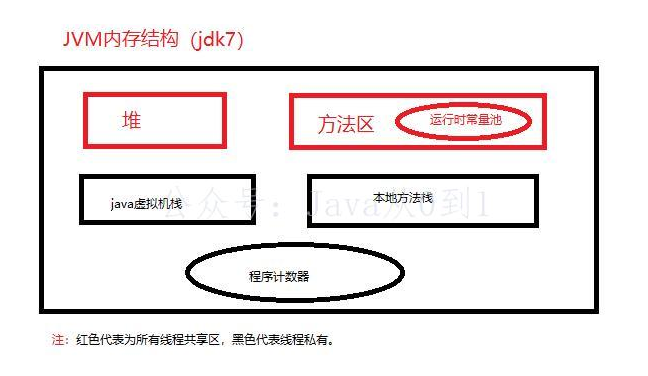 JVM内存结构（jdk7）
堆
方法区
运行时常量池
java虚拟机栈
本地方法栈
公众号：Java从0到1
程序计数器
注：红色代表为所有线程共享区，黑色代表线程私有。